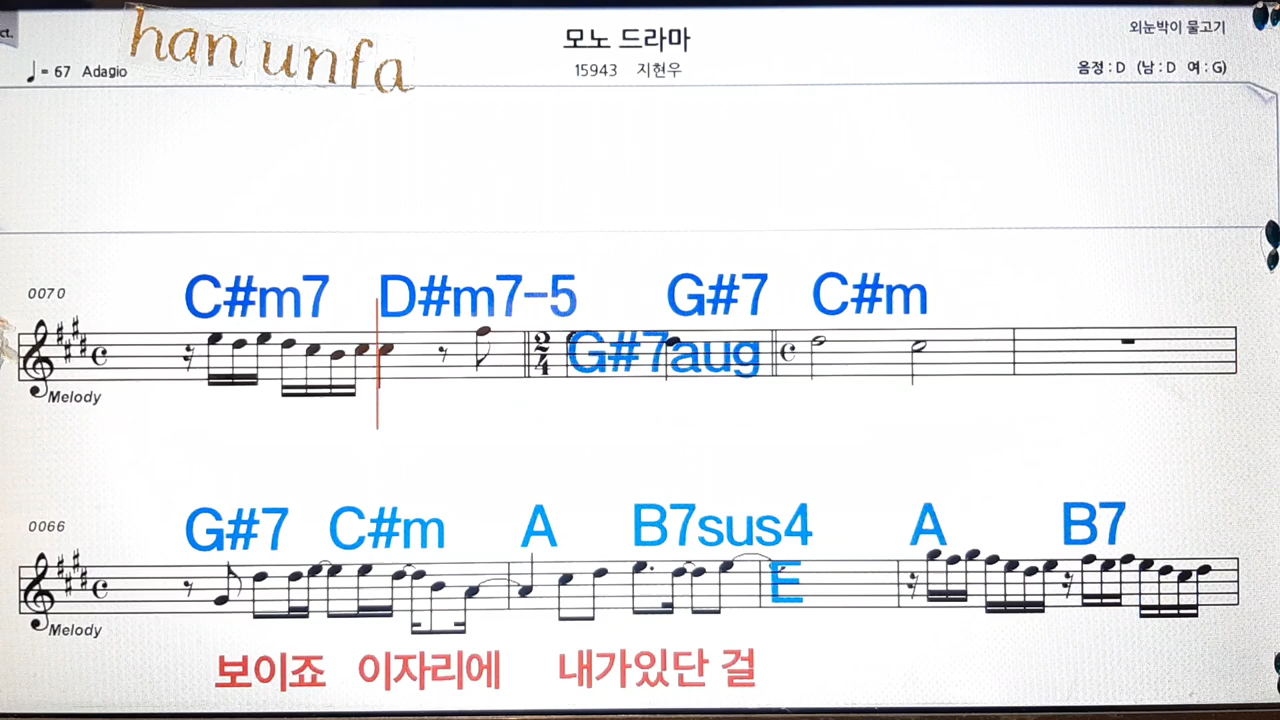 ct.
han unfa
모노 드라마
외눈박이 물고기
♩= 67 Adagio
15943 지현우
음정 : D (남 : D 여 : G)
0070
C#m7 D#m7-5 G#7 C#m
2/4 G#7aug
Melody
0066
G#7 C#m A B7sus4 A B7
E
Melody
보이죠 이자리에 내가있단 걸